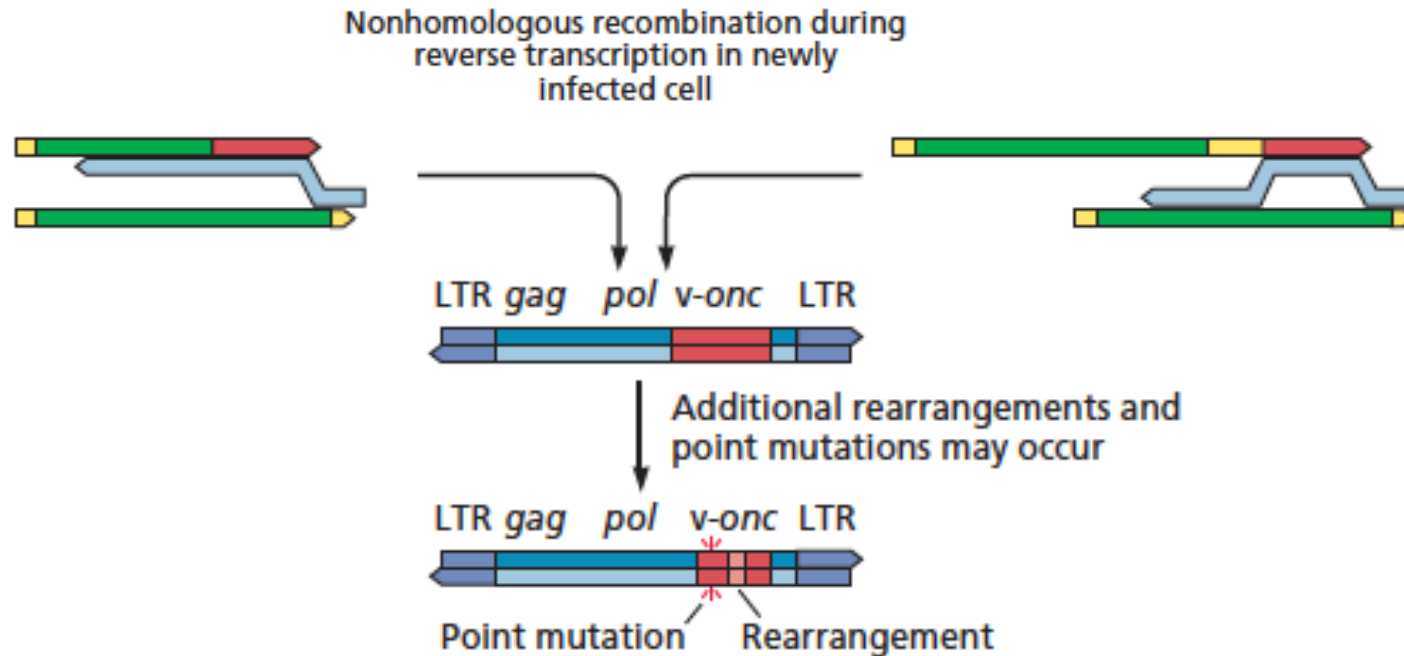 Nonhomologous recombination during
reverse transcription in newly
infected cell
LTR gag pol v-onc LTR
Additional rearrangements and
point mutations may occur
LTR gag pol v-onc LTR
Point mutation Rearrangement